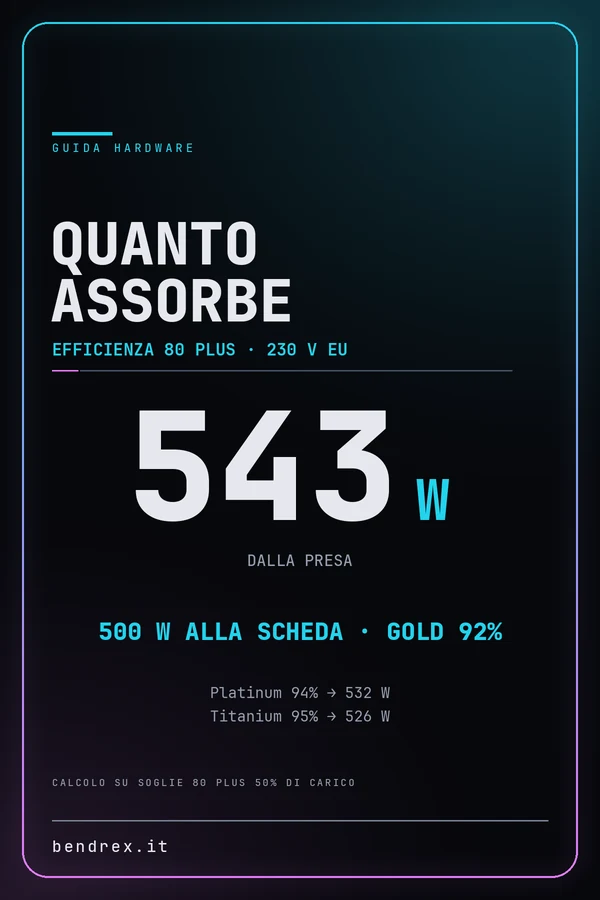 GUIDA HARDWARE
QUANTO
ASSORBE
EFFICIENZA 80 PLUS · 230 V EU
543 W
DALLA PRESA
500 W ALLA SCHEDA · GOLD 92%
Platinum 94% → 532 W
Titanium 95% → 526 W
CALCOLO SU SOGLIE 80 PLUS 50% DI CARICO
bendrex.it